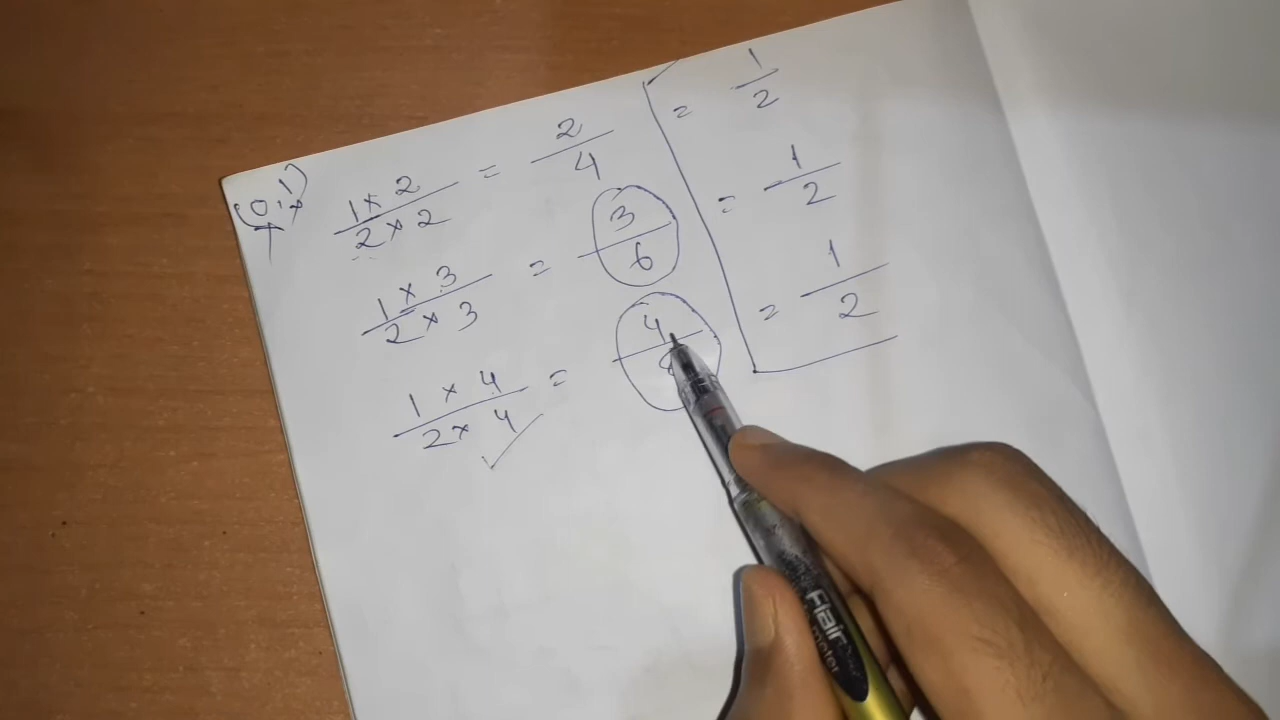 Q.1)
1 × 2 / 2 × 2 = 2/4 = 1/2
1 × 3 / 2 × 3 = 3/6 = 1/2
1 × 4 / 2 × 4 = 4/ = 1/2
Flair
meter